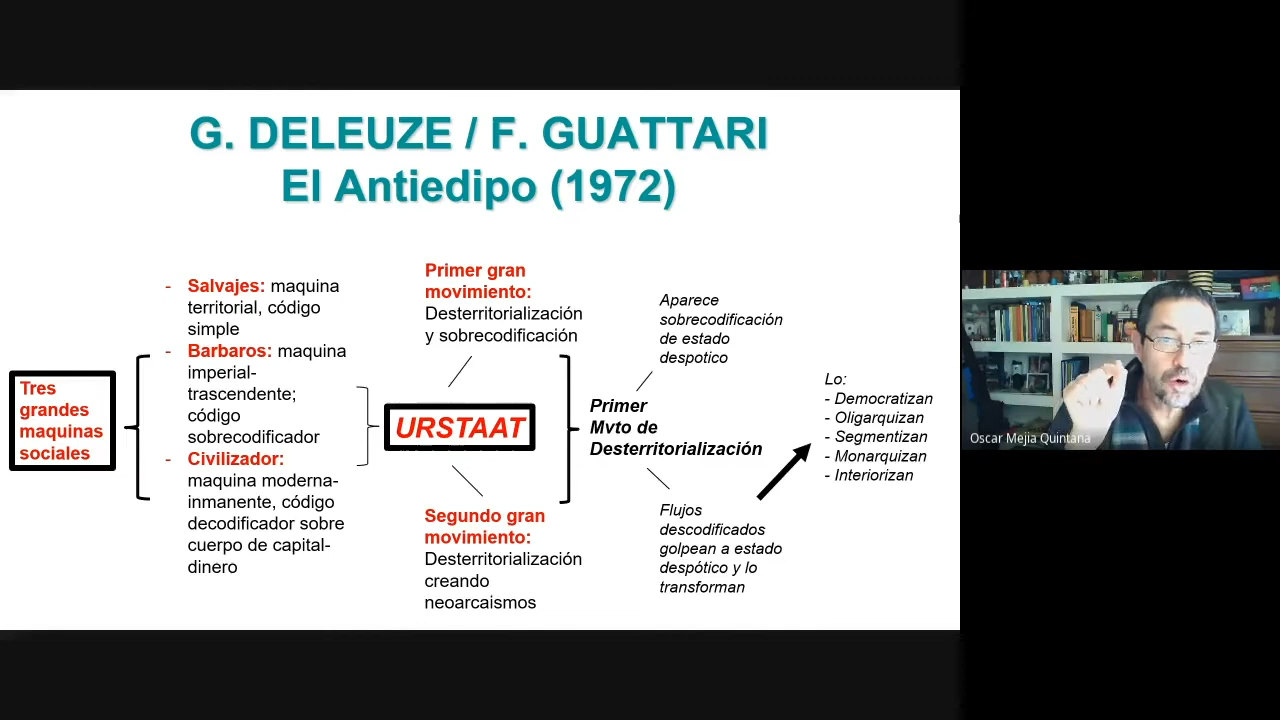 G. DELEUZE / F. GUATTARI
El Antiedipo (1972)
Tres
grandes
maquinas
sociales
- Salvajes: maquina
territorial, código
simple
- Barbaros: maquina
imperial-
trascendente;
código
sobrecodificador
- Civilizador:
maquina moderna-
inmanente, código
decodificador sobre
cuerpo de capital-
dinero
Primer gran
movimiento:
Desterritorialización
y sobrecodificación
URSTAAT
Segundo gran
movimiento:
Desterritorialización
creando
neoarcaismos
Primer
Mvto de
Desterritorialización
Aparece
sobrecodificación
de estado
despotico
Flujos
descodificados
golpean a estado
despótico y lo
transforman
Lo:
- Democratizan
- Oligarquizan
- Segmentizan
- Monarquizan
- Interiorizan
Oscar Mejia Quintana